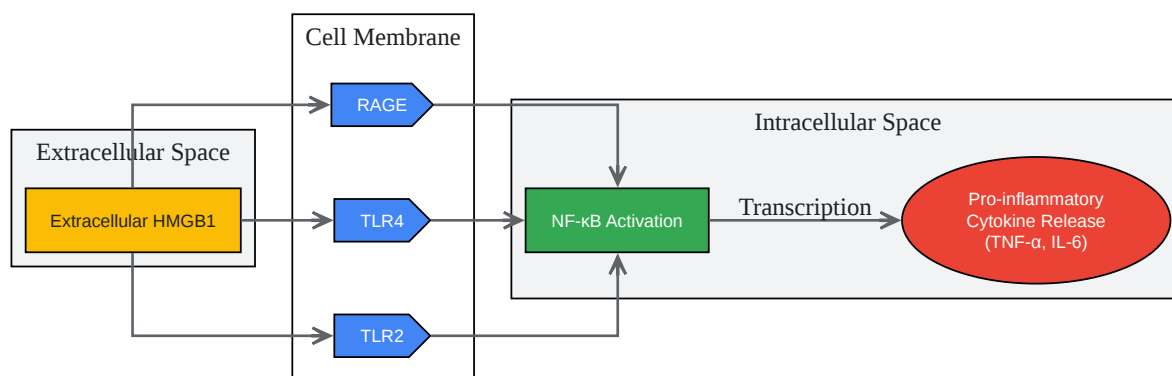 Cell Membrane
RAGE
Intracellular Space
Extracellular Space
Extracellular HMGB1
TLR4
NF-κB Activation
Transcription
Pro-inflammatory
Cytokine Release
(TNF-α, IL-6)
TLR2